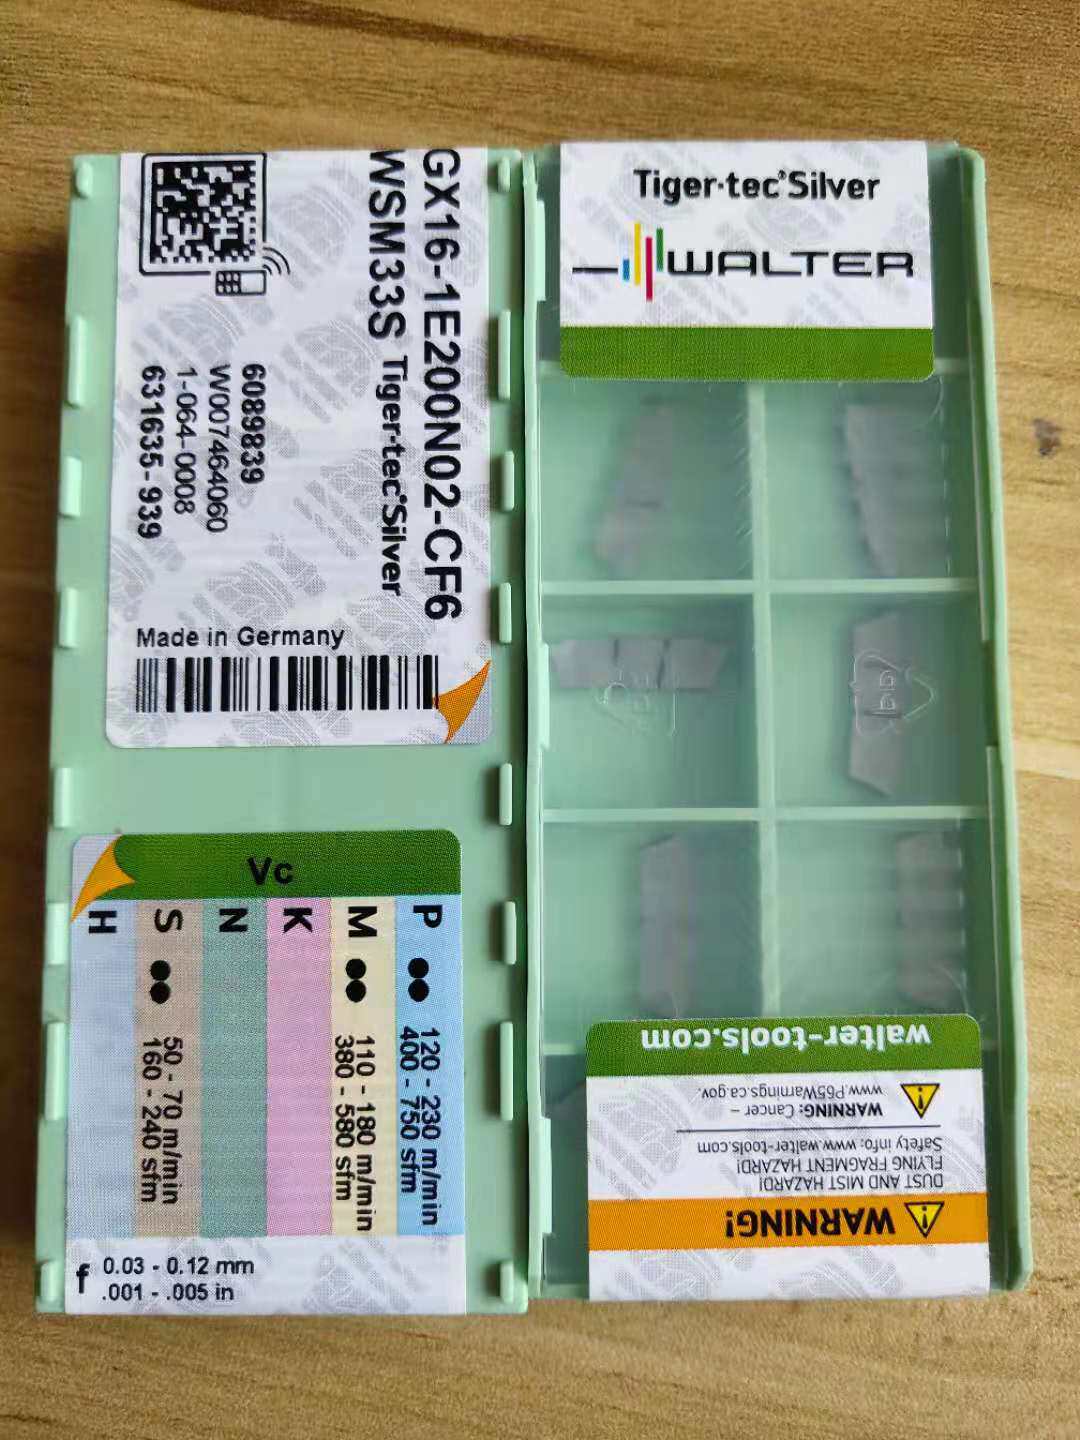 GX16-1E200N02-CF6
WSM33S Tiger·tec®Silver
6089839
W007464060
1-064-0008
631635-939
Made in Germany
Tiger·tec®Silver
WALTER
Vc
P ●● 120 - 230 m/min
400 - 750 sfm
M ●● 110 - 180 m/min
380 - 580 sfm
K
N
S ●● 50 - 70 m/min
160 - 240 sfm
H
f 0.03 - 0.12 mm
.001 - .005 in
WARNING!
DUST AND MIST HAZARD!
FLYING FRAGMENT HAZARD!
Safety info: www.walter-tools.com
WARNING: Cancer –
www.P65Warnings.ca.gov.
walter-tools.com